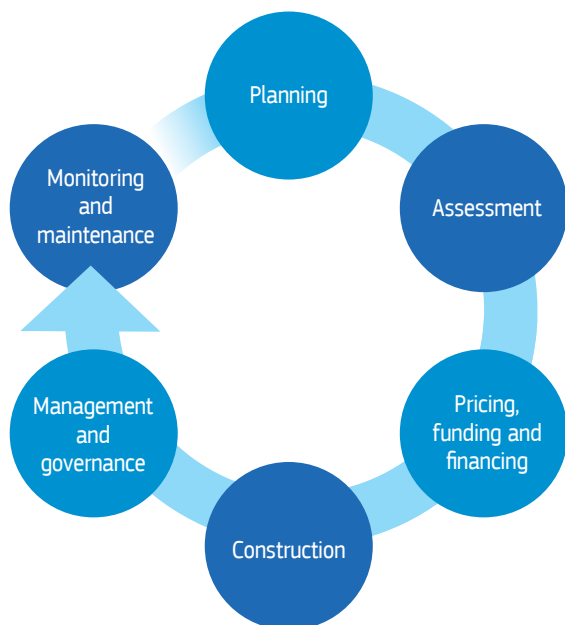 Planning
Assessment
Pricing,
funding and
financing
Construction
Management
and
governance
Monitoring
and
maintenance